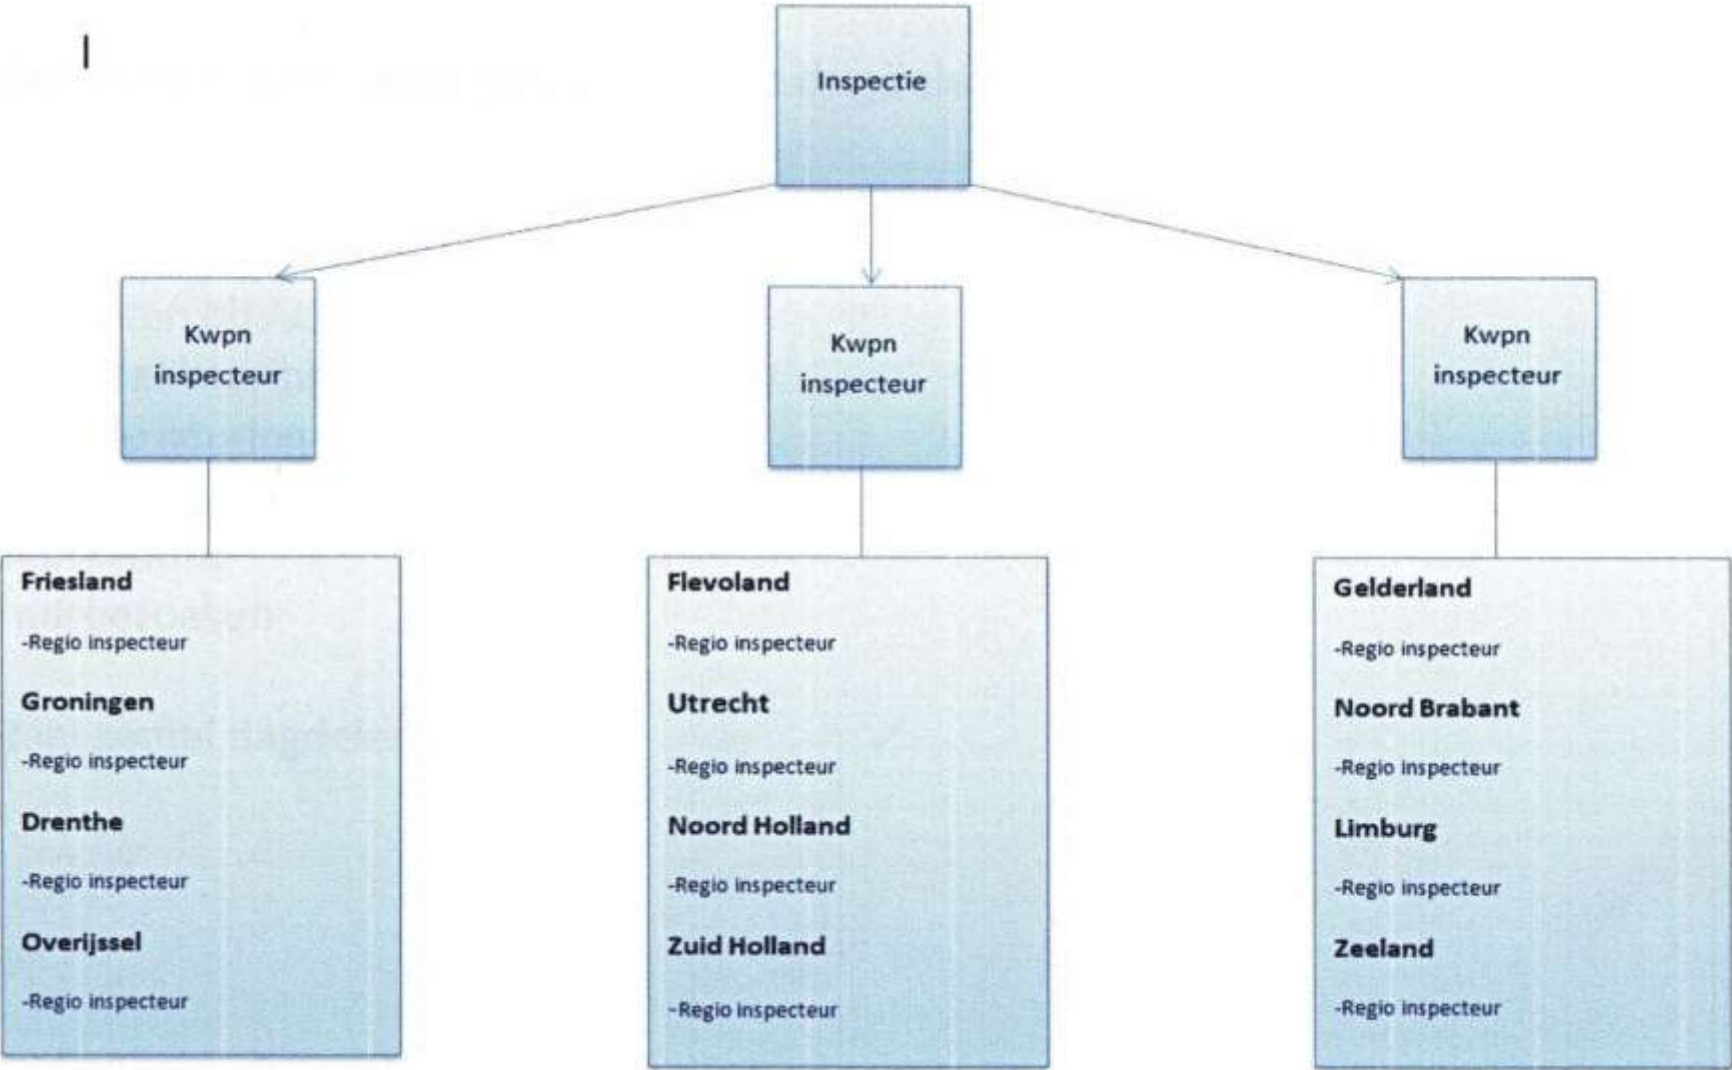 Inspectie
Kwpn
inspecteur
Kwpn
inspecteur
Kwpn
inspecteur
Friesland
-Regio inspecteur
Groningen
-Regio inspecteur
Drenthe
-Regio inspecteur
Overijssel
-Regio inspecteur
Flevoland
-Regio inspecteur
Utrecht
-Regio inspecteur
Noord Holland
-Regio inspecteur
Zuid Holland
-Regio inspecteur
Gelderland
-Regio inspecteur
Noord Brabant
-Regio inspecteur
Limburg
-Regio inspecteur
Zeeland
-Regio inspecteur